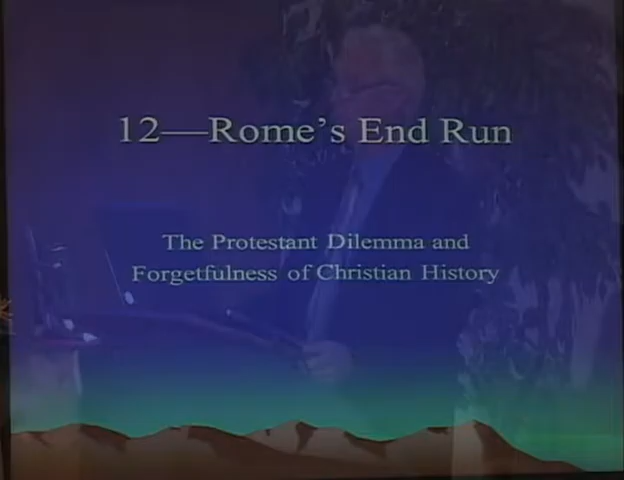 12—Rome's End Run
The Protestant Dilemma and
Forgetfulness of Christian History